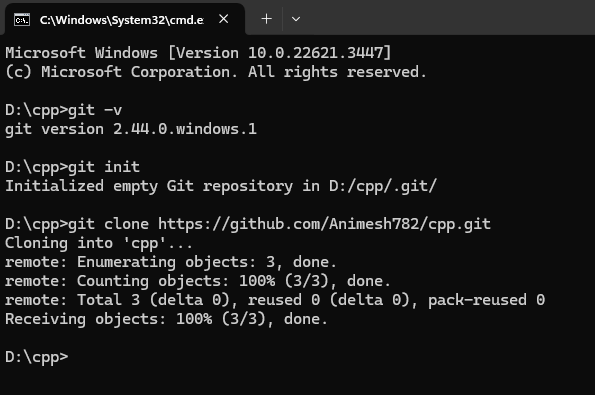 C:\Windows\System32\cmd.e
Microsoft Windows [Version 10.0.22621.3447]
(c) Microsoft Corporation. All rights reserved.
D:\cpp>git -v
git version 2.44.0.windows.1
D:\cpp>git init
Initialized empty Git repository in D:/cpp/.git/
D:\cpp>git clone https://github.com/Animesh782/cpp.git
Cloning into 'cpp'...
remote: Enumerating objects: 3, done.
remote: Counting objects: 100% (3/3), done.
remote: Total 3 (delta 0), reused 0 (delta 0), pack-reused 0
Receiving objects: 100% (3/3), done.
D:\cpp>